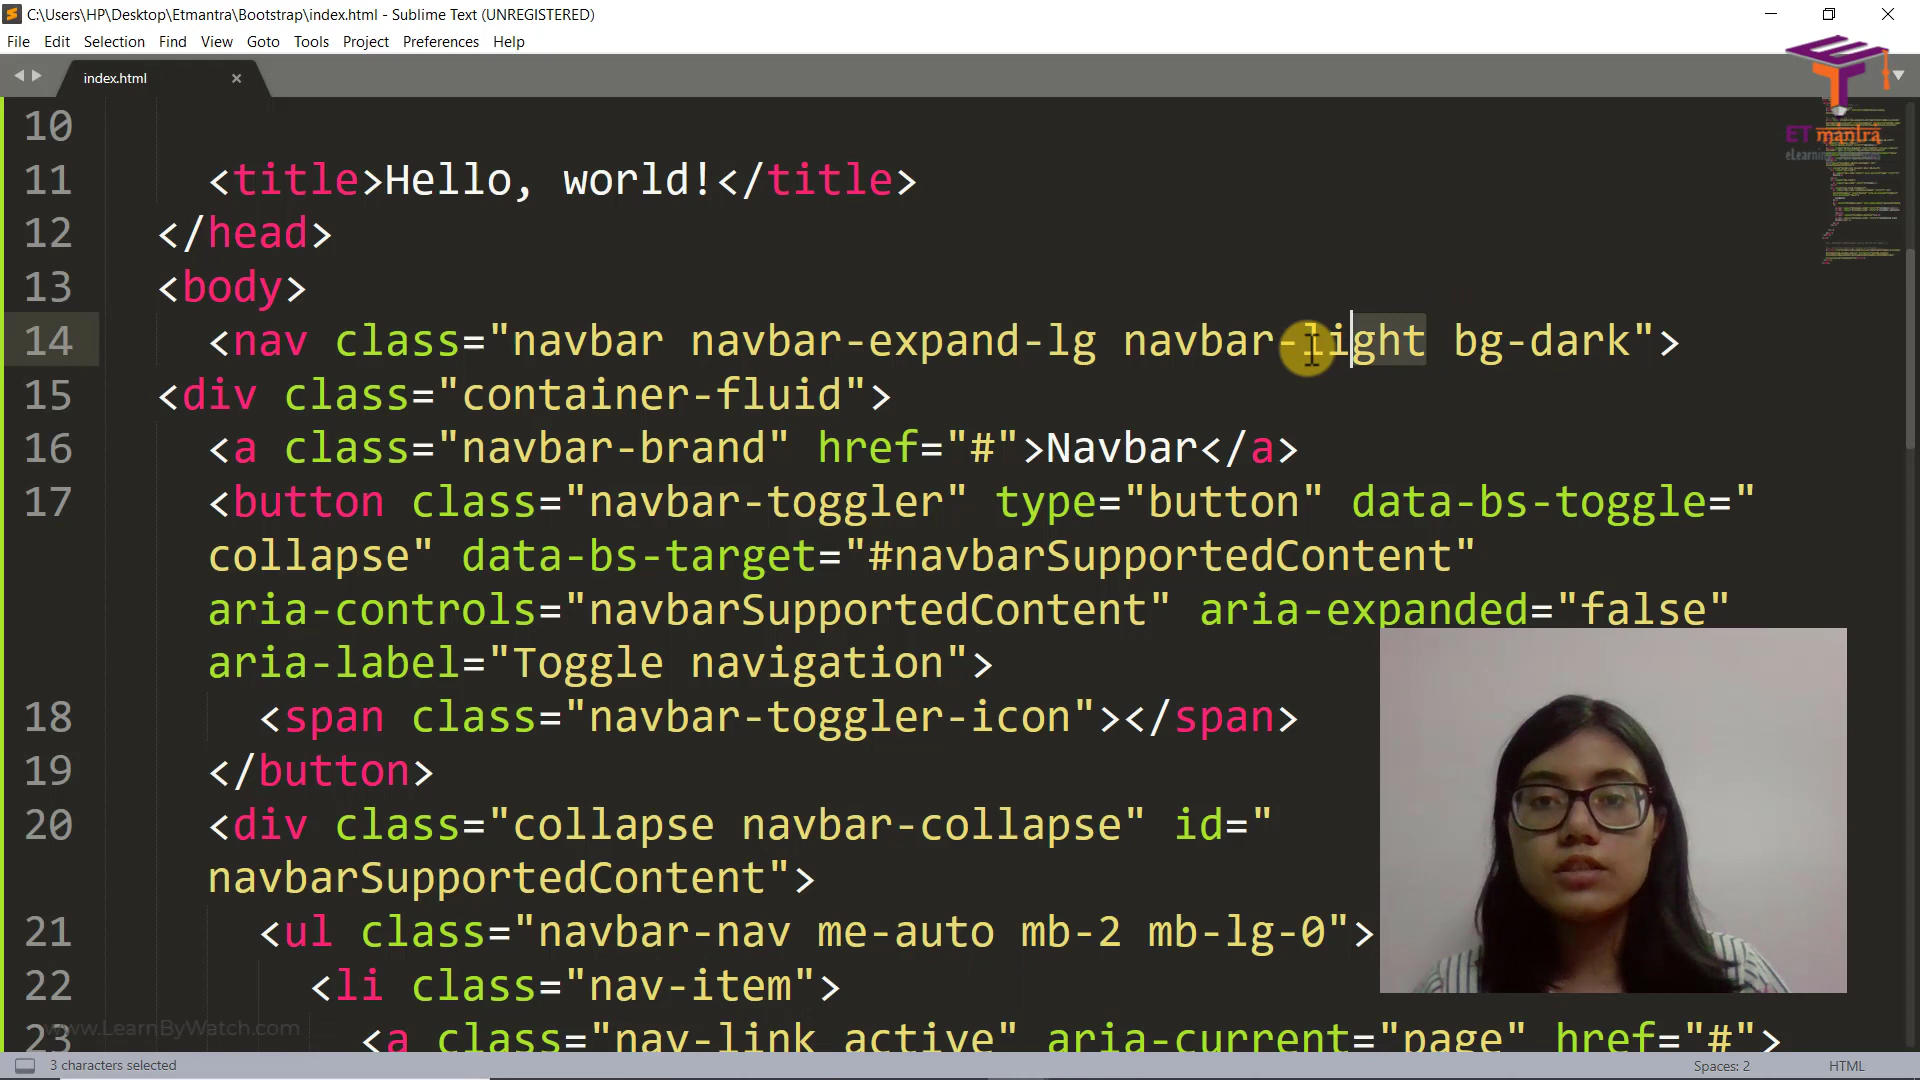 C:\Users\HP\Desktop\Etmantra\Bootstrap\index.html - Sublime Text (UNREGISTERED)
File Edit Selection Find View Goto Tools Project Preferences Help
index.html
ET mantra
eLearning
10
11 <title>Hello, world!</title>
12 </head>
13 <body>
14 <nav class="navbar navbar-expand-lg navbar-light bg-dark">
15 <div class="container-fluid">
16 <a class="navbar-brand" href="#">Navbar</a>
17 <button class="navbar-toggler" type="button" data-bs-toggle="
collapse" data-bs-target="#navbarSupportedContent"
aria-controls="navbarSupportedContent" aria-expanded="false"
aria-label="Toggle navigation">
18 <span class="navbar-toggler-icon"></span>
19 </button>
20 <div class="collapse navbar-collapse" id="
navbarSupportedContent">
21 <ul class="navbar-nav me-auto mb-2 mb-lg-0">
22 <li class="nav-item">
23 <a class="nav-link active" aria-current="page" href="#">
www.LearnByWatch.com
3 characters selected
Spaces: 2
HTML